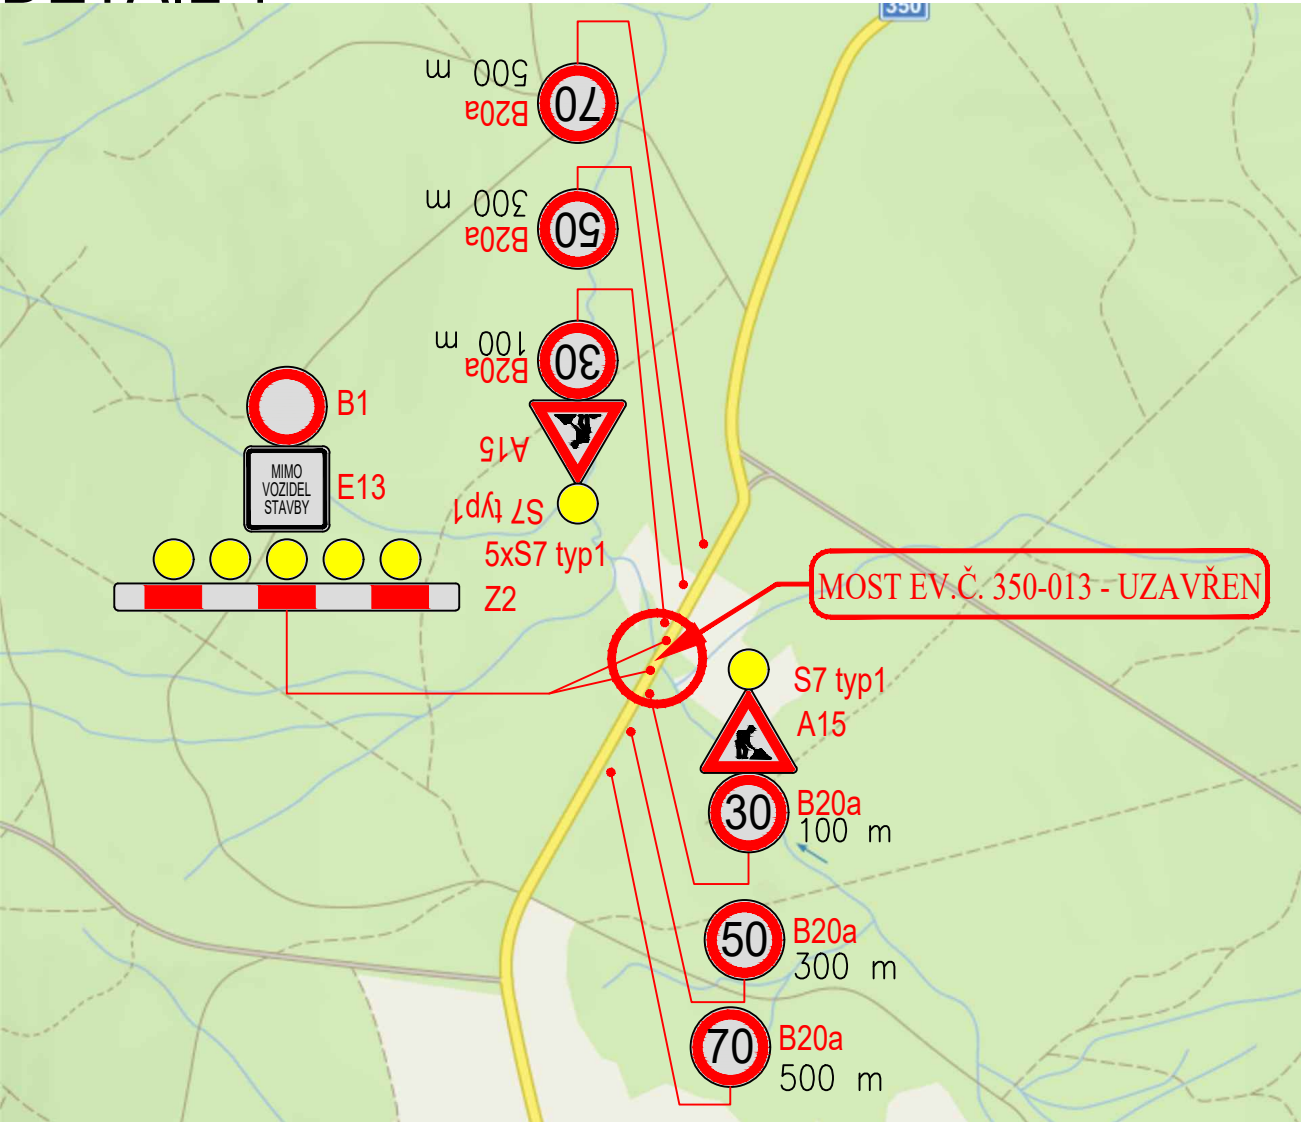 350
500 m
B20a
70
300 m
B20a
50
100 m
B20a
30
A15
S7 typ1
B1
MIMO
VOZIDEL
STAVBY
E13
5xS7 typ1
Z2
MOST EV.Č. 350-013 - UZAVŘEN
S7 typ1
A15
30
B20a
100 m
50
B20a
300 m
70
B20a
500 m